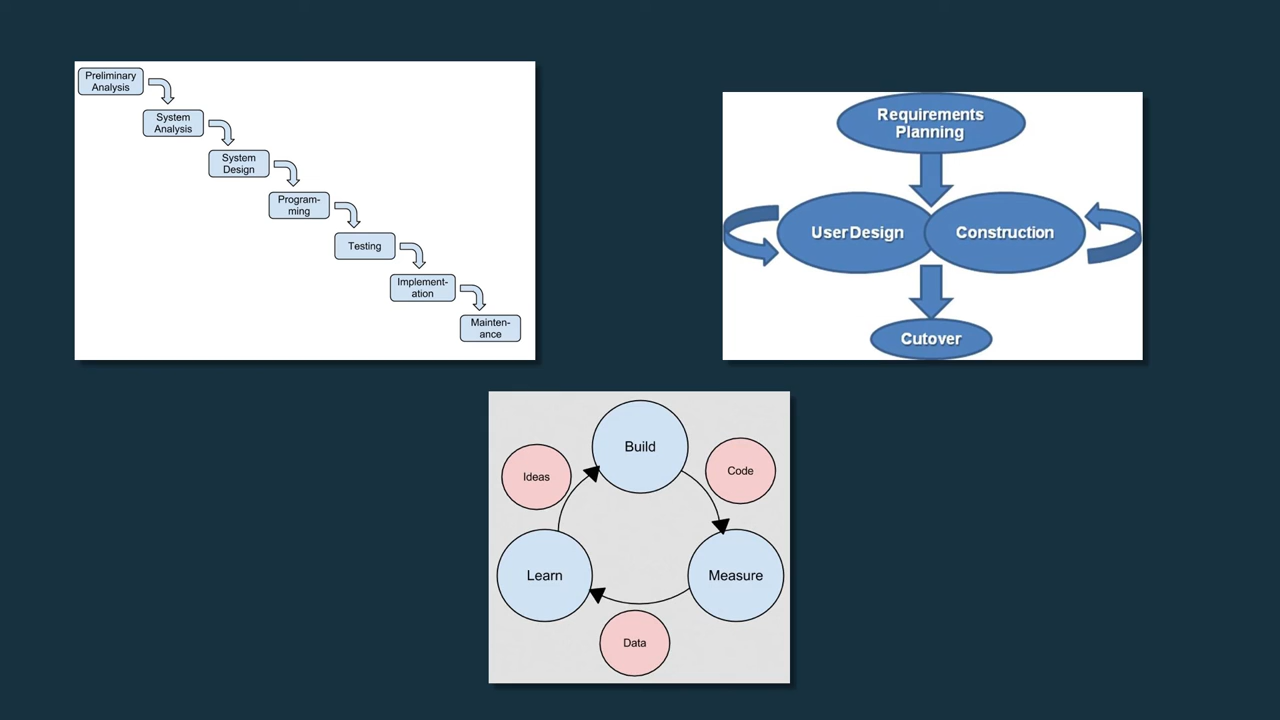 Preliminary
Analysis
System
Analysis
System
Design
Program-
ming
Testing
Implement-
ation
Mainten-
ance
Requirements
Planning
User Design
Construction
Cutover
Build
Ideas
Code
Learn
Measure
Data